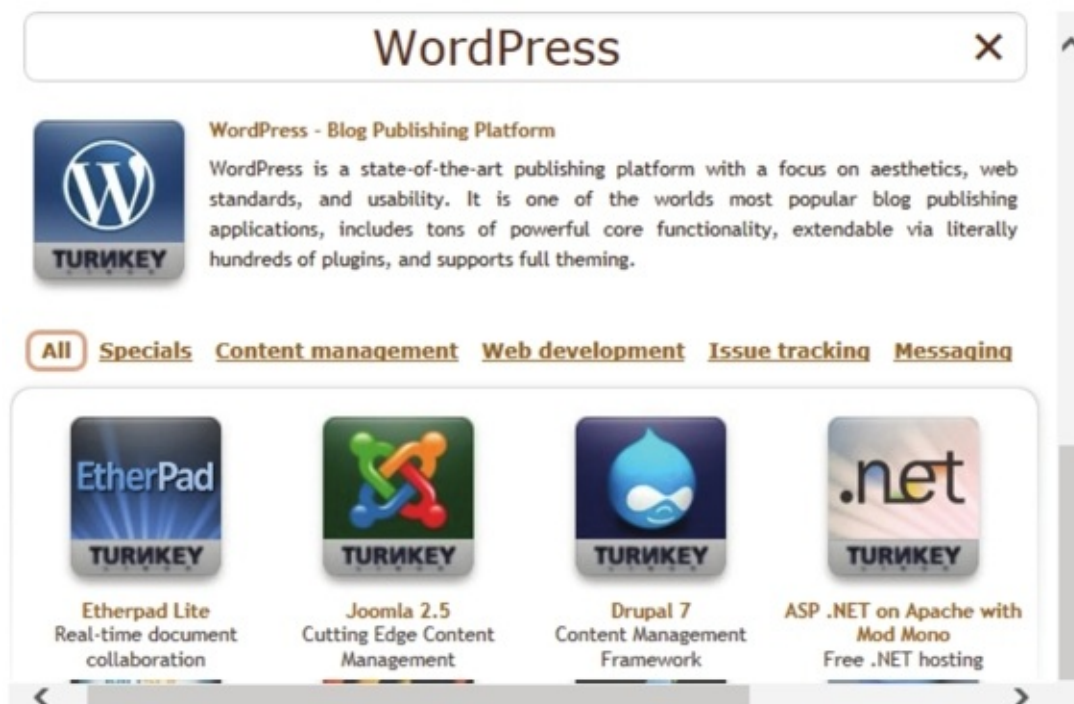 WordPress ×
WordPress - Blog Publishing Platform
WordPress is a state-of-the-art publishing platform with a focus on aesthetics, web
standards, and usability. It is one of the worlds most popular blog publishing
applications, includes tons of powerful core functionality, extendable via literally
hundreds of plugins, and supports full theming.
W
TURNKEY
LINUX
All Specials Content management Web development Issue tracking Messaging
EtherPad .net
TURNKEY TURNKEY TURNKEY TURNKEY
Etherpad Lite Joomla 2.5 Drupal 7 ASP .NET on Apache with
Real-time document Cutting Edge Content Content Management Mod Mono
collaboration Management Framework Free .NET hosting